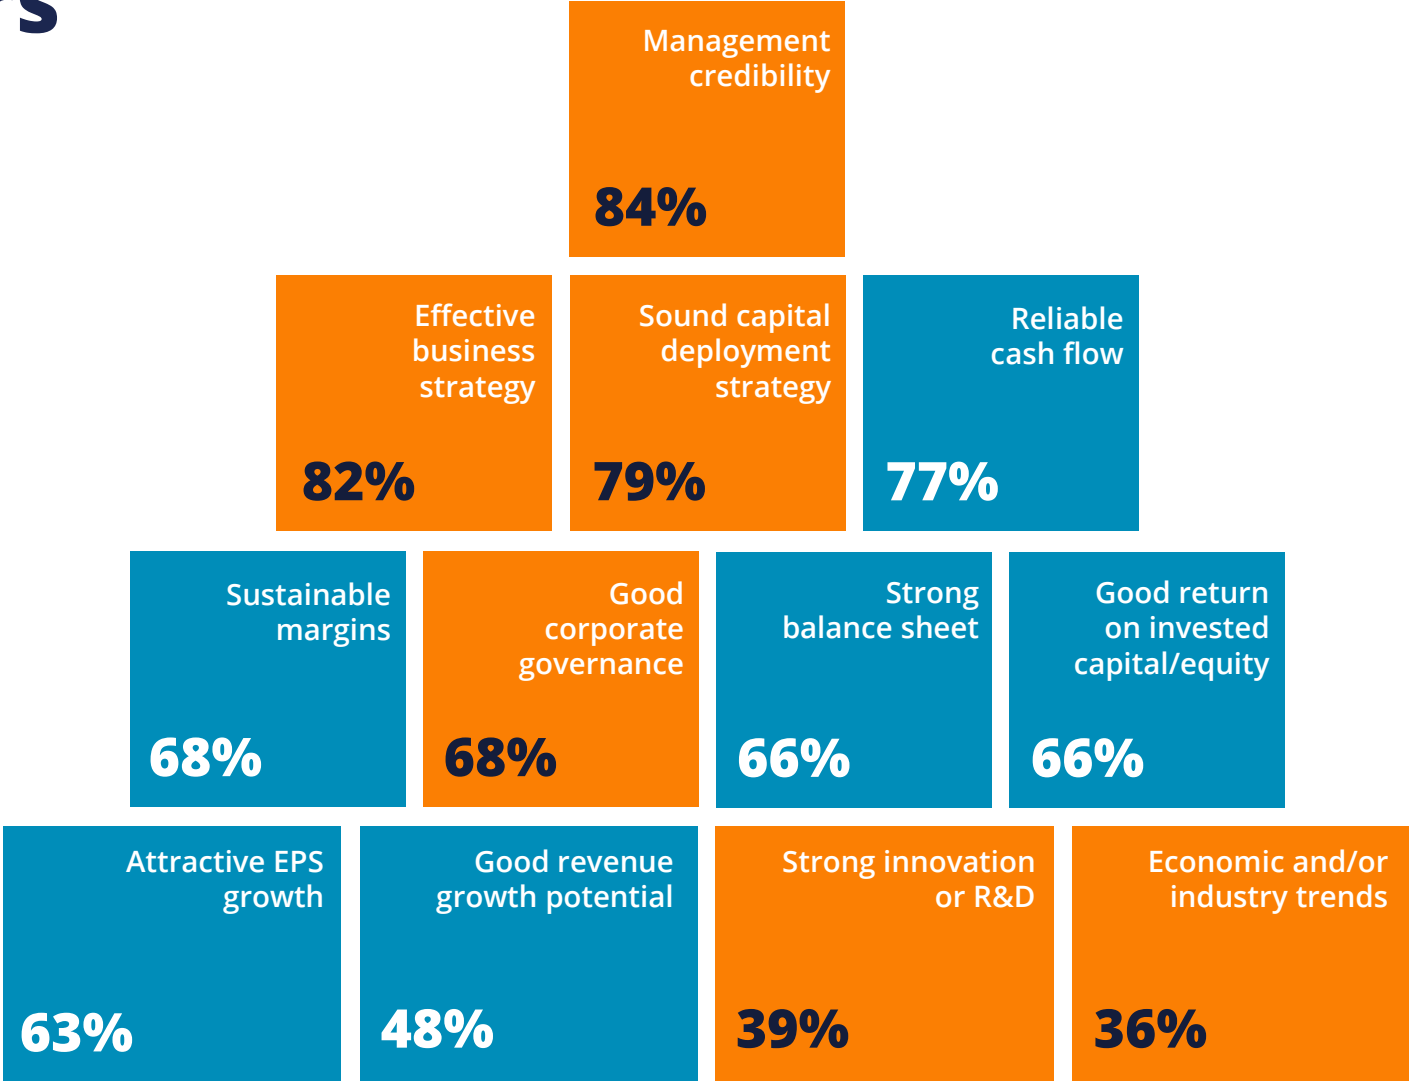 Management
credibility
84%
Effective
business
strategy
82%
Sound capital
deployment
strategy
79%
Reliable
cash flow
77%
Sustainable
margins
68%
Good
corporate
governance
68%
Strong
balance sheet
66%
Good return
on invested
capital/equity
66%
Attractive EPS
growth
63%
Good revenue
growth potential
48%
Strong innovation
or R&D
39%
Economic and/or
industry trends
36%